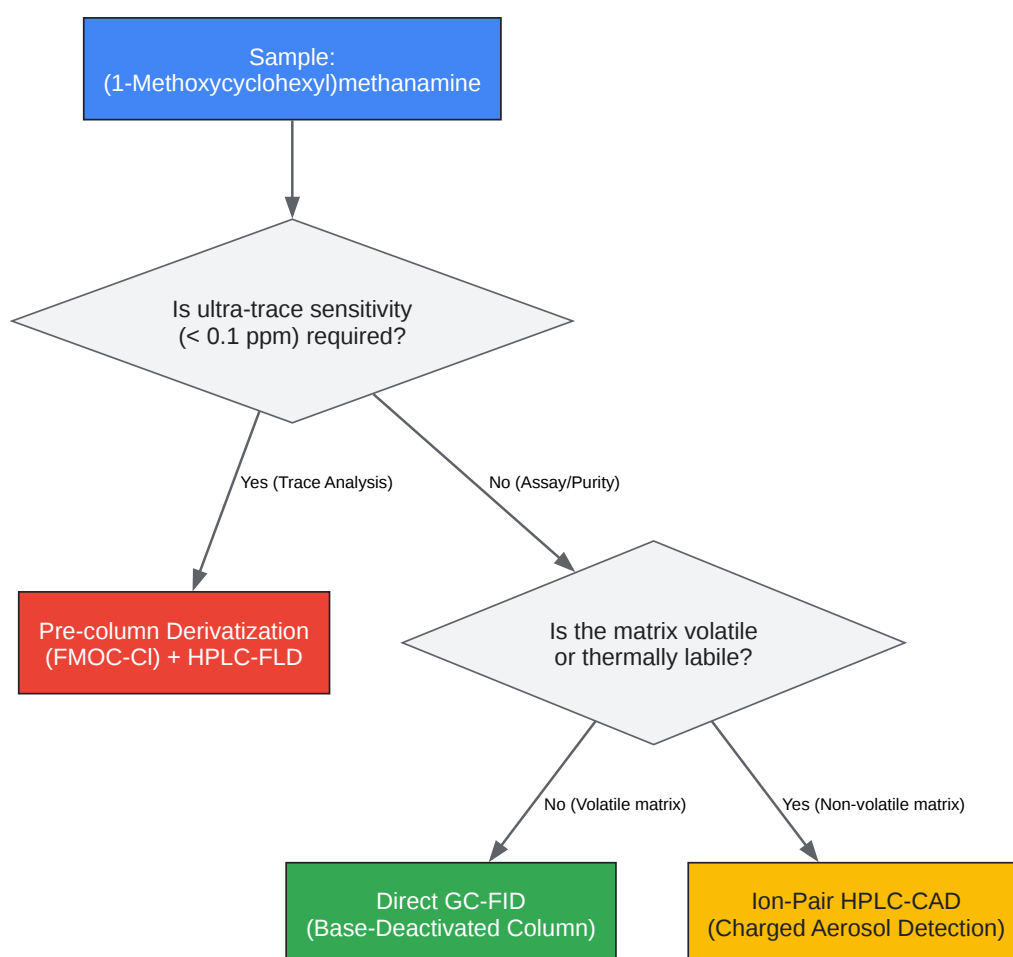 Sample:
(1-Methoxycyclohexyl)methanamine
Is ultra-trace sensitivity
(< 0.1 ppm) required?
Yes (Trace Analysis)
No (Assay/Purity)
Pre-column Derivatization
(FMOC-Cl) + HPLC-FLD
Is the matrix volatile
or thermally labile?
No (Volatile matrix)
Yes (Non-volatile matrix)
Direct GC-FID
(Base-Deactivated Column)
Ion-Pair HPLC-CAD
(Charged Aerosol Detection)